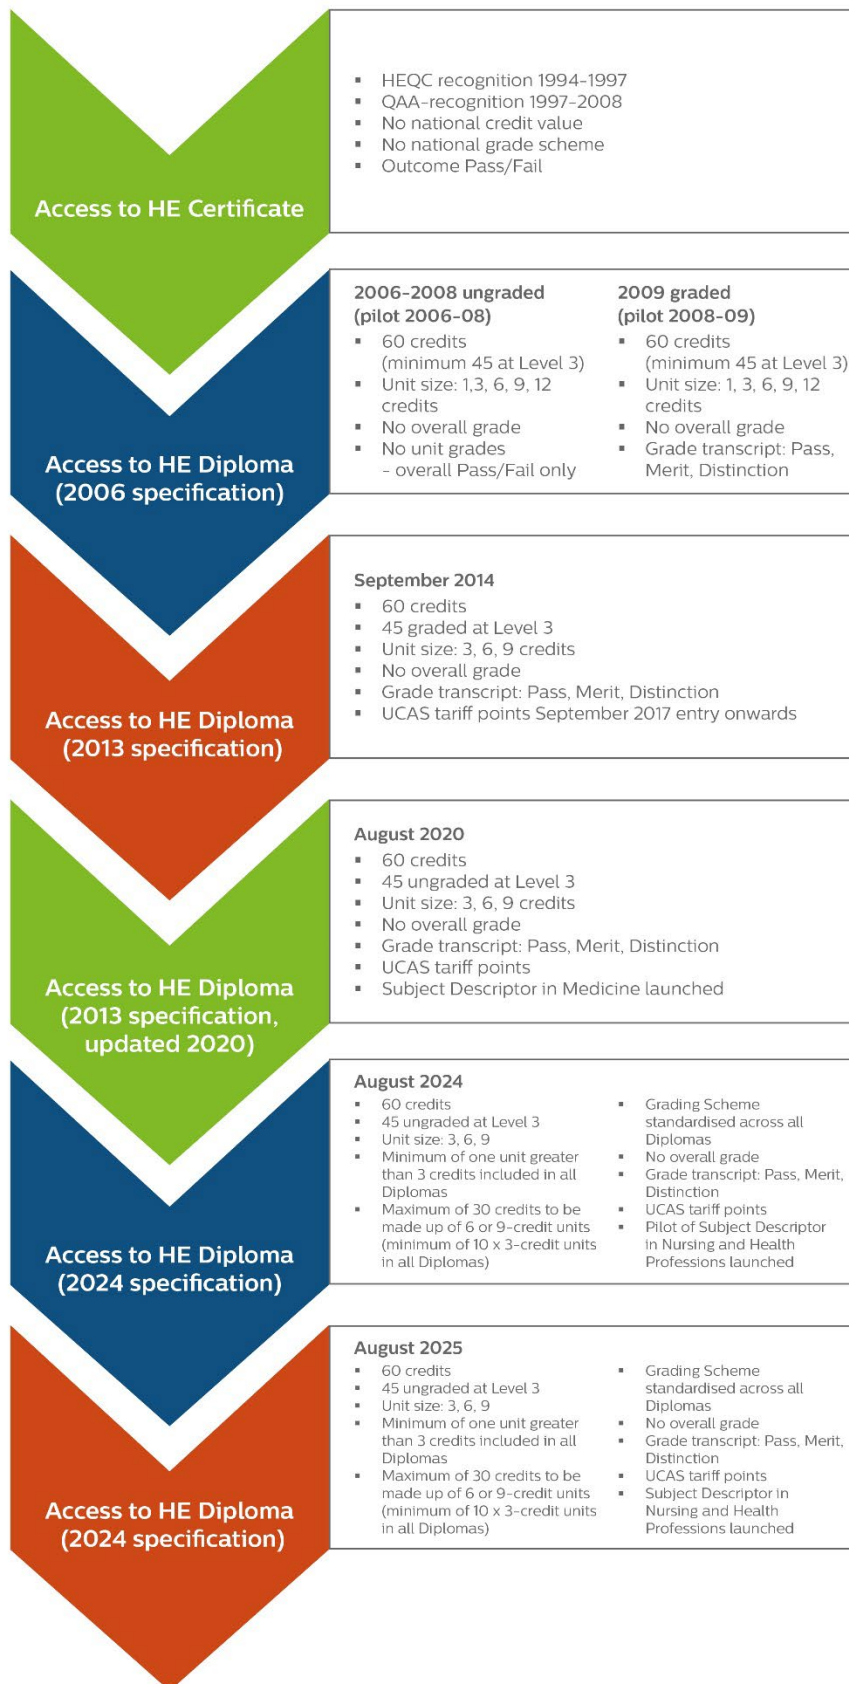 Access to HE Certificate
▪ HEQC recognition 1994-1997
▪ QAA-recognition 1997-2008
▪ No national credit value
▪ No national grade scheme
▪ Outcome Pass/Fail
Access to HE Diploma
(2006 specification)
2006-2008 ungraded
(pilot 2006-08)
▪ 60 credits
(minimum 45 at Level 3)
▪ Unit size: 1,3, 6, 9, 12
credits
▪ No overall grade
▪ No unit grades
- overall Pass/Fail only
2009 graded
(pilot 2008-09)
▪ 60 credits
(minimum 45 at Level 3)
▪ Unit size: 1, 3, 6, 9, 12
credits
▪ No overall grade
▪ Grade transcript: Pass,
Merit, Distinction
Access to HE Diploma
(2013 specification)
September 2014
▪ 60 credits
▪ 45 graded at Level 3
▪ Unit size: 3, 6, 9 credits
▪ No overall grade
▪ Grade transcript: Pass, Merit, Distinction
▪ UCAS tariff points September 2017 entry onwards
Access to HE Diploma
(2013 specification,
updated 2020)
August 2020
▪ 60 credits
▪ 45 ungraded at Level 3
▪ Unit size: 3, 6, 9 credits
▪ No overall grade
▪ Grade transcript: Pass, Merit, Distinction
▪ UCAS tariff points
▪ Subject Descriptor in Medicine launched
Access to HE Diploma
(2024 specification)
August 2024
▪ 60 credits
▪ 45 ungraded at Level 3
▪ Unit size: 3, 6, 9
▪ Minimum of one unit greater
than 3 credits included in all
Diplomas
▪ Maximum of 30 credits to be
made up of 6 or 9-credit units
(minimum of 10 x 3-credit units
in all Diplomas)
▪ Grading Scheme
standardised across all
Diplomas
▪ No overall grade
▪ Grade transcript: Pass, Merit,
Distinction
▪ UCAS tariff points
▪ Pilot of Subject Descriptor
in Nursing and Health
Professions launched
Access to HE Diploma
(2024 specification)
August 2025
▪ 60 credits
▪ 45 ungraded at Level 3
▪ Unit size: 3, 6, 9
▪ Minimum of one unit greater
than 3 credits included in all
Diplomas
▪ Maximum of 30 credits to be
made up of 6 or 9-credit units
(minimum of 10 x 3-credit units
in all Diplomas)
▪ Grading Scheme
standardised across all
Diplomas
▪ No overall grade
▪ Grade transcript: Pass, Merit,
Distinction
▪ UCAS tariff points
▪ Subject Descriptor in
Nursing and Health
Professions launched